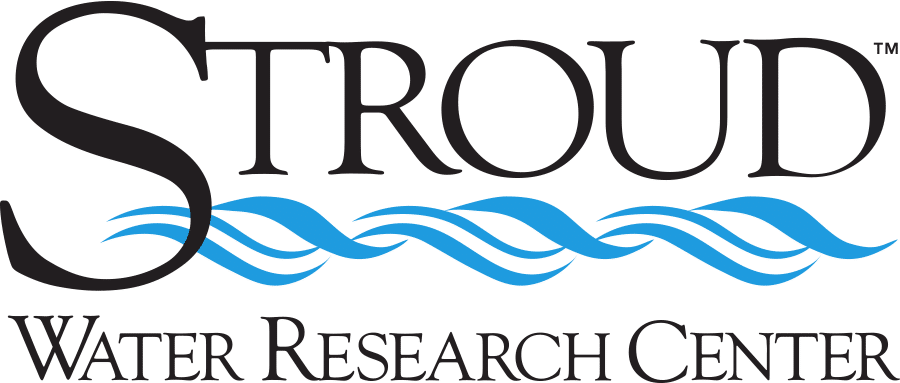 STROUD™
WATER RESEARCH CENTER